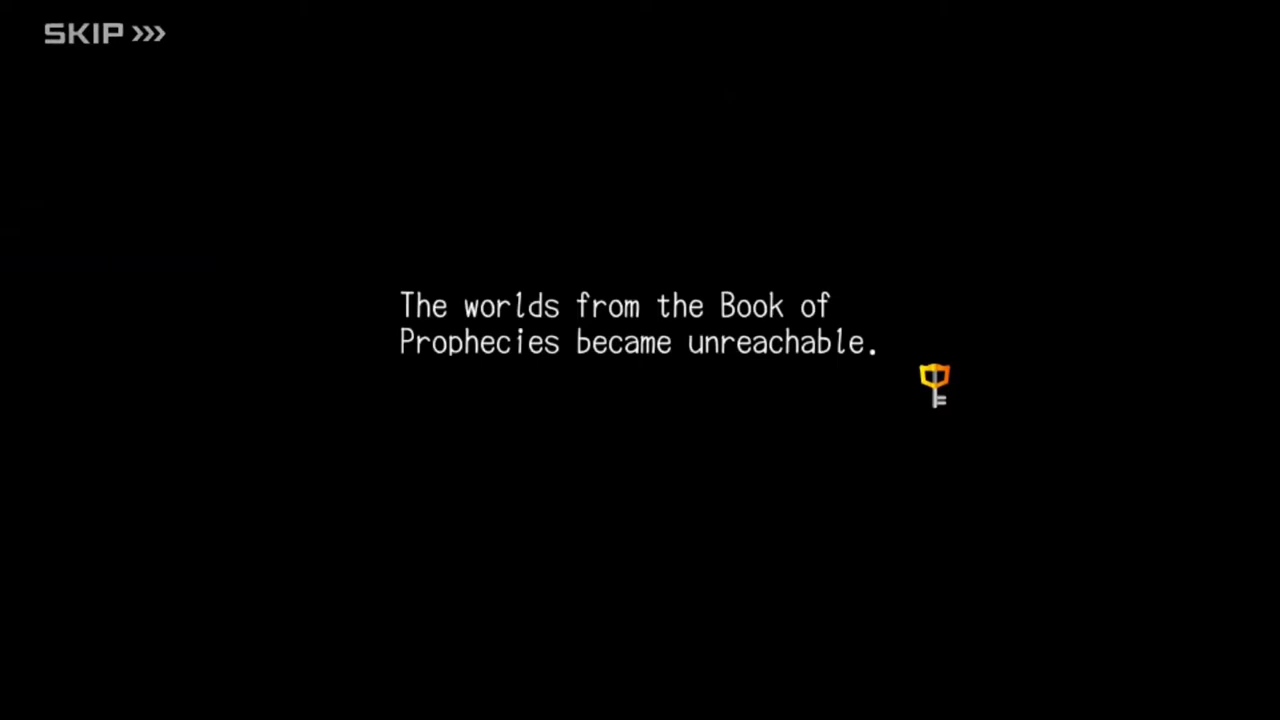 SKIP >>>
The worlds from the Book of
Prophecies became unreachable.